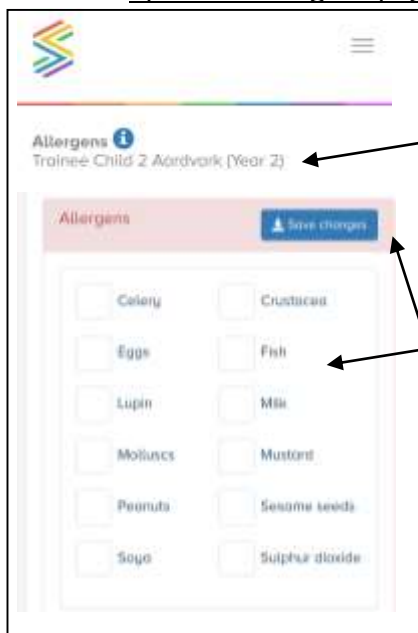 Allergens i
Trainee Child 2 Aardvark (Year 2)
Allergens Save changes
Celery Crustacea
Eggs Fish
Lupin Milk
Molluscs Mustard
Peanuts Sesame seeds
Soya Sulphur dioxide